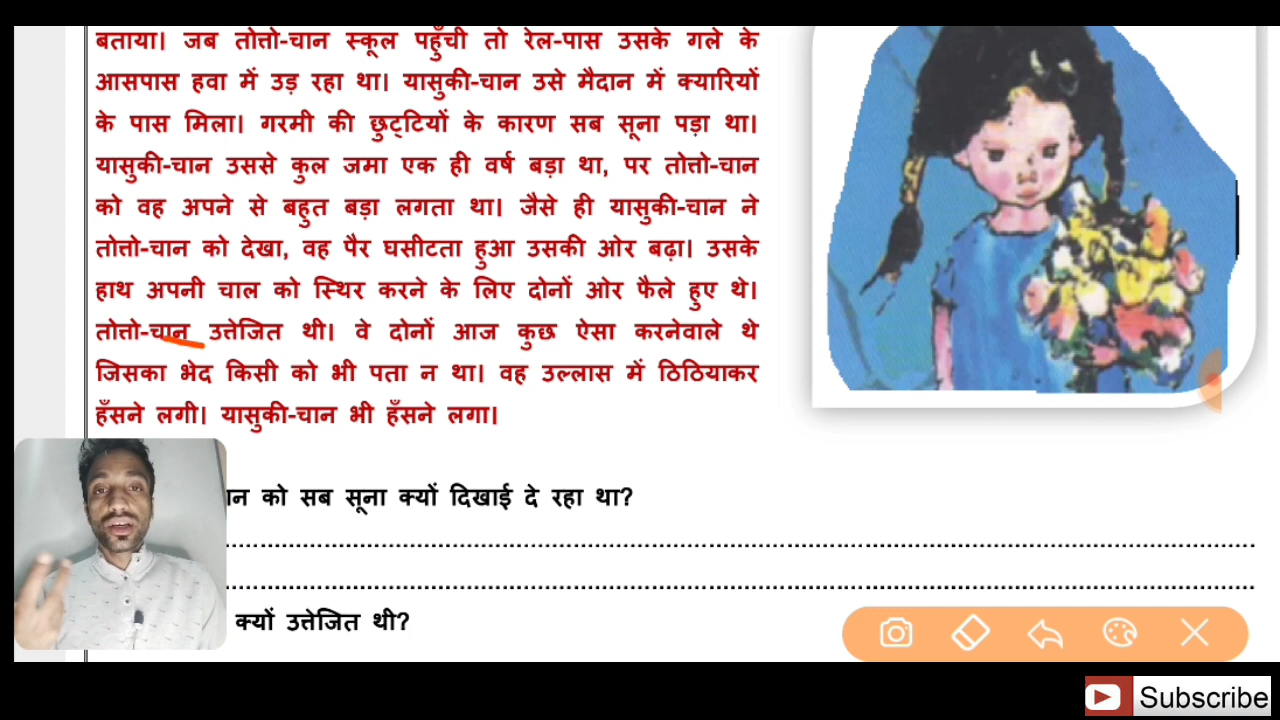 बताया। जब तोत्तो-चान स्कूल पहुँची तो रेल-पास उसके गले के
आसपास हवा में उड़ रहा था। यासुकी-चान उसे मैदान में क्यारियों
के पास मिला। गरमी की छुट्टियों के कारण सब सूना पड़ा था।
यासुकी-चान उससे कुल जमा एक ही वर्ष बड़ा था, पर तोत्तो-चान
को वह अपने से बहुत बड़ा लगता था। जैसे ही यासुकी-चान ने
तोत्तो-चान को देखा, वह पैर घसीटता हुआ उसकी ओर बढ़ा। उसके
हाथ अपनी चाल को स्थिर करने के लिए दोनों ओर फैले हुए थे।
तोत्तो-चान उत्तेजित थी। वे दोनों आज कुछ ऐसा करनेवाले थे
जिसका भेद किसी को भी पता न था। वह उल्लास में ठिठियाकर
हँसने लगी। यासुकी-चान भी हँसने लगा।
ान को सब सूना क्यों दिखाई दे रहा था?
क्यों उत्तेजित थी?
Subscribe